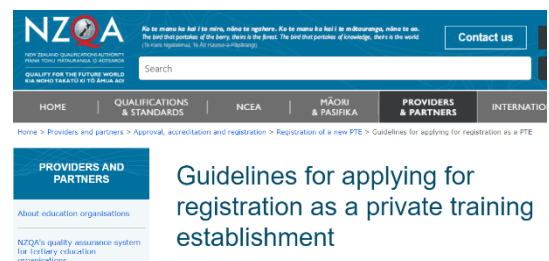 NZQA
NEW ZEALAND QUALIFICATIONS AUTHORITY
MANA TOHU MĀTAURANGA O AOTEAROA
QUALIFY FOR THE FUTURE WORLD
KIA NOHO TAKATŪ KI TŌ ĀMUA AO!
Ko te manu ka kai i te miro, nōna te ngahere. Ko te manu ka kai i te mātauranga, nōna te ao.
The bird that partakes of the berry, theirs is the forest. The bird that partakes of knowledge, theirs is the world.
Contact us
Search
HOME
QUALIFICATIONS
& STANDARDS
NCEA
MĀORI
& PASIFIKA
PROVIDERS
& PARTNERS
INTERNATIO
Home > Providers and partners > Approval, accreditation and registration > Registration of a new PTE > Guidelines for applying for registration as a PTE
PROVIDERS AND
PARTNERS
About education organisations
NZQA's quality assurance system
for tertiary education
organisations
Guidelines for applying for
registration as a private training
establishment